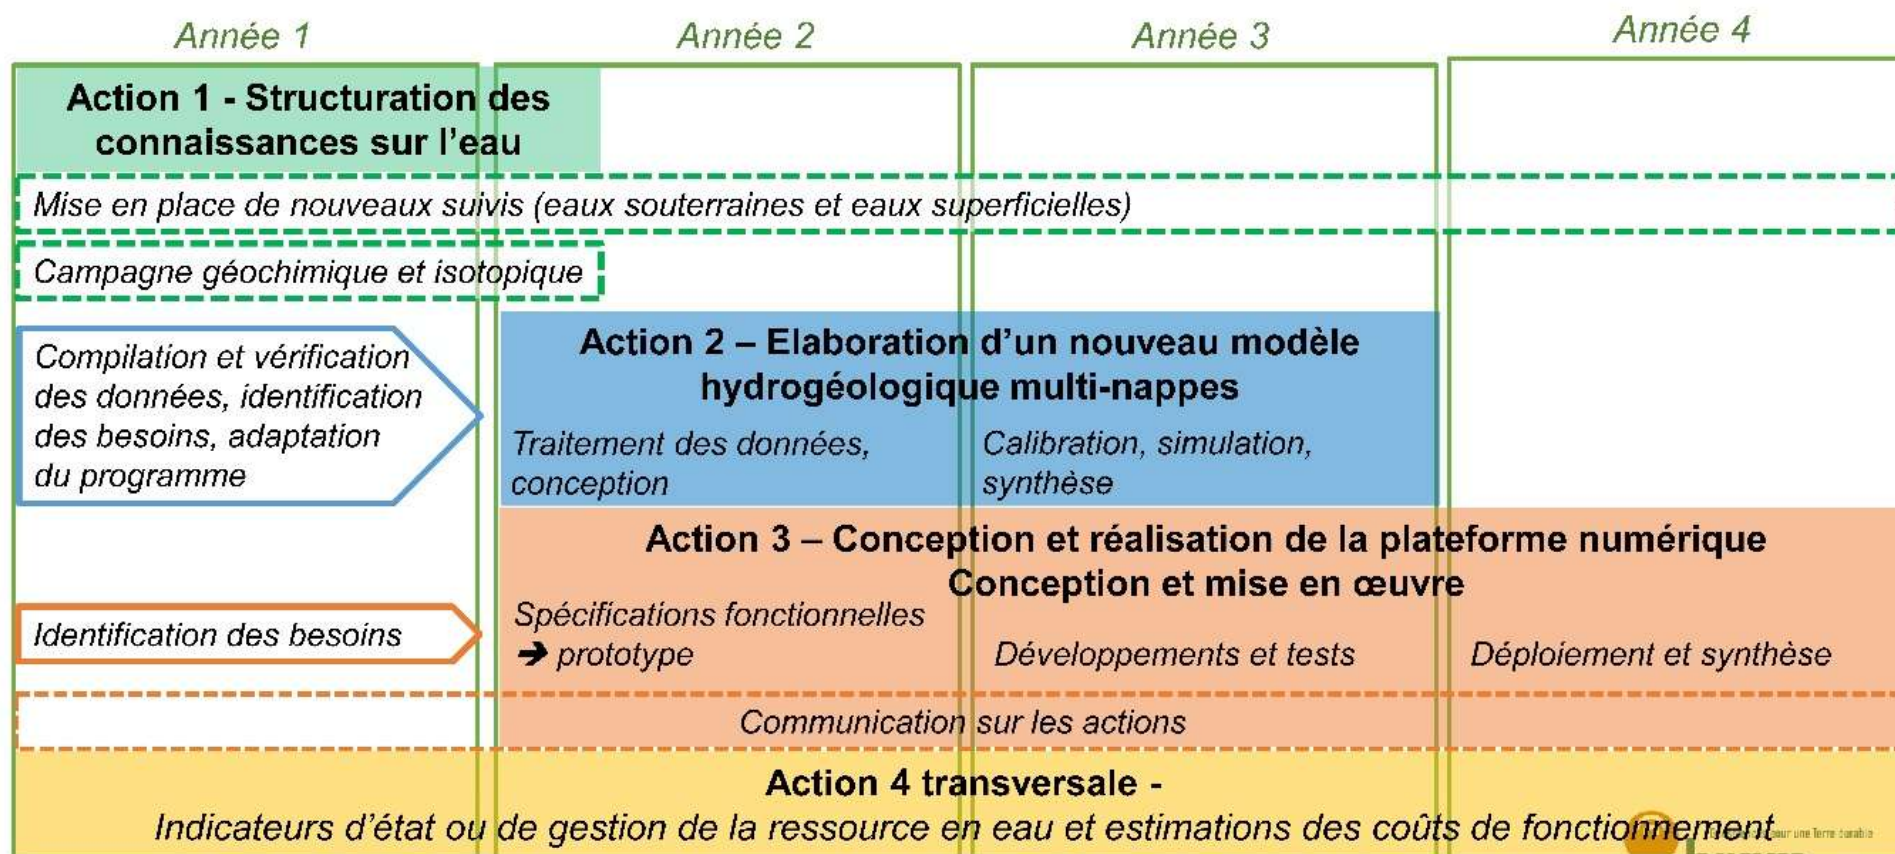 Année 1
Année 2
Année 3
Année 4
Action 1 - Structuration des
connaissances sur l'eau
Mise en place de nouveaux suivis (eaux souterraines et eaux superficielles)
Campagne géochimique et isotopique
Compilation et vérification
des données, identification
des besoins, adaptation
du programme
Action 2 – Elaboration d'un nouveau modèle
hydrogéologique multi-nappes
Traitement des données,
conception
Calibration, simulation,
synthèse
Action 3 – Conception et réalisation de la plateforme numérique
Conception et mise en œuvre
Identification des besoins
Spécifications fonctionnelles
➔ prototype
Développements et tests
Déploiement et synthèse
Communication sur les actions
Action 4 transversale -
Indicateurs d'état ou de gestion de la ressource en eau et estimations des coûts de fonctionnement
pour une Terre durable